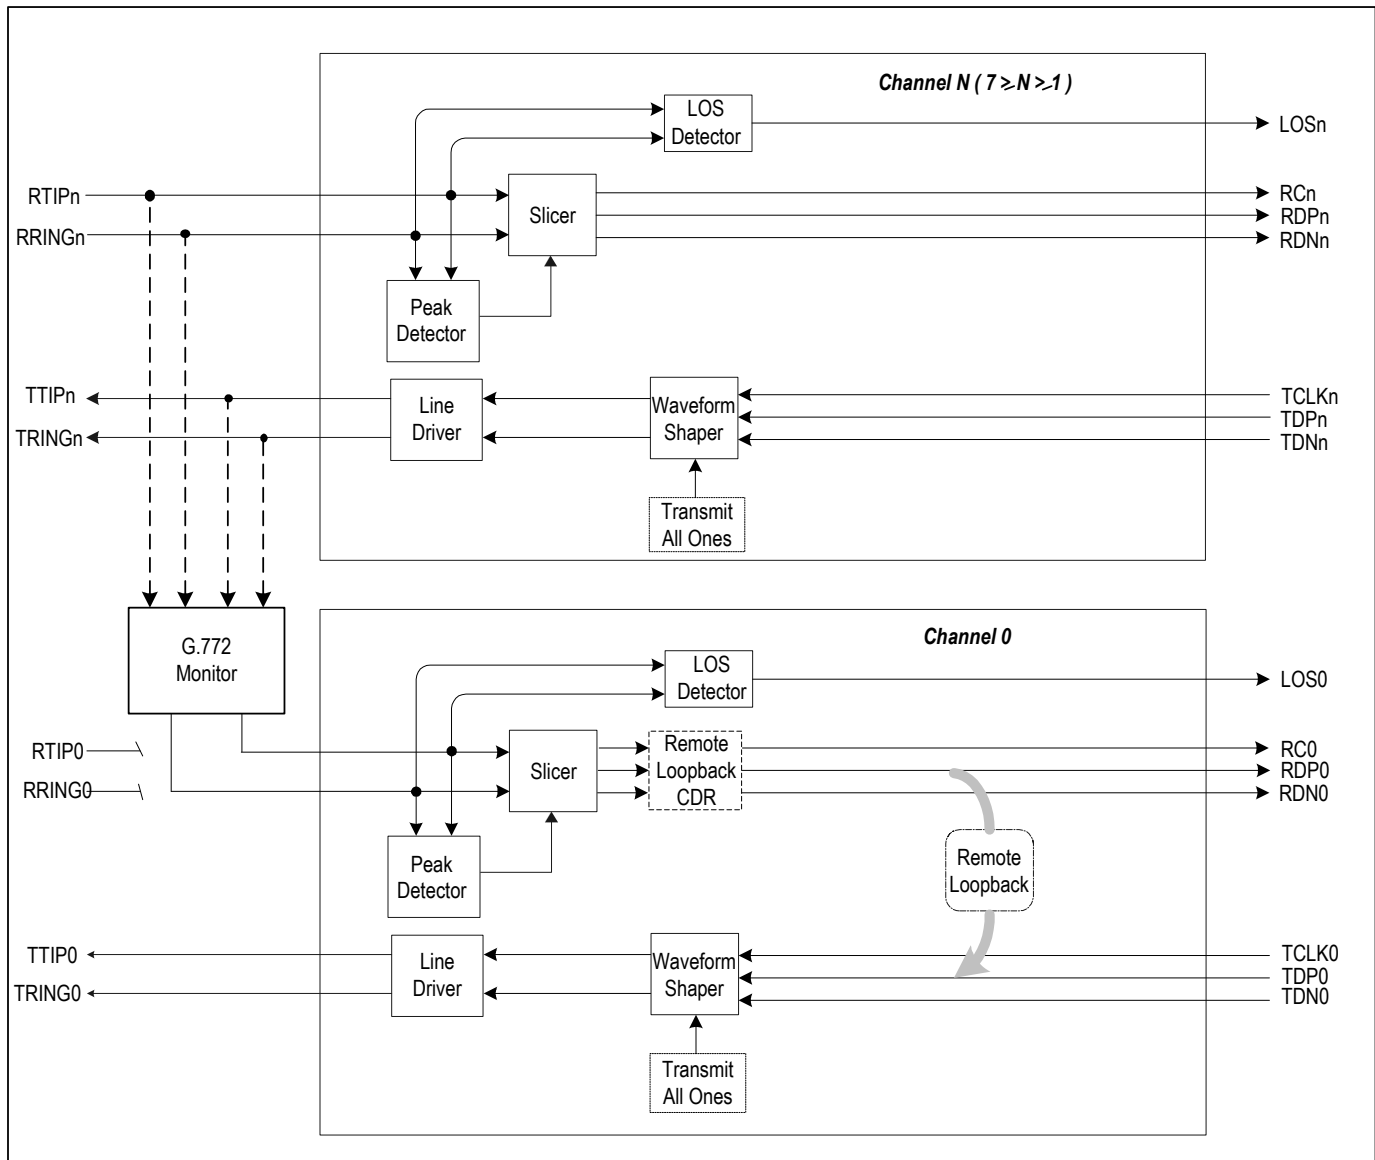 Channel N ( 7 ≥ N ≥ 1 )
LOS
Detector
LOSn
RTIPn
RRINGn
Slicer
RCn
RDPn
RDNn
Peak
Detector
TTIPn
TRINGn
Line
Driver
Waveform
Shaper
TCLKn
TDPn
TDNn
Transmit
All Ones
G.772
Monitor
Channel 0
LOS
Detector
LOS0
RTIP0
RRING0
Slicer
Remote
Loopback
CDR
RC0
RDP0
RDN0
Peak
Detector
Remote
Loopback
TTIP0
TRING0
Line
Driver
Waveform
Shaper
TCLK0
TDP0
TDN0
Transmit
All Ones